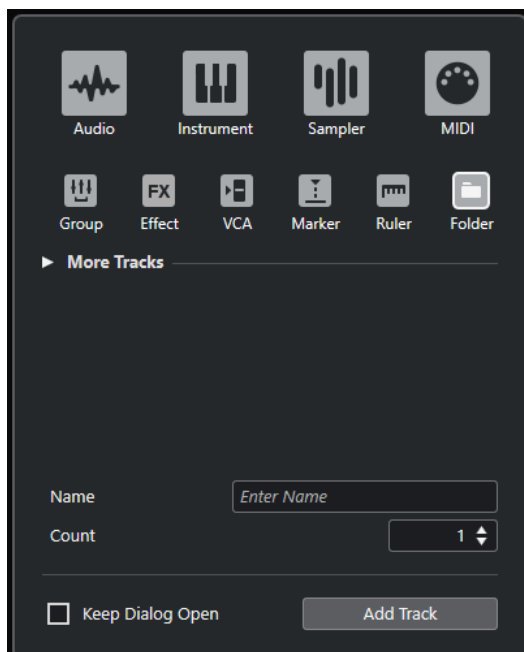 Audio Instrument Sampler MIDI
FX
Group Effect VCA Marker Ruler Folder
More Tracks
Name Enter Name
Count 1
Keep Dialog Open Add Track